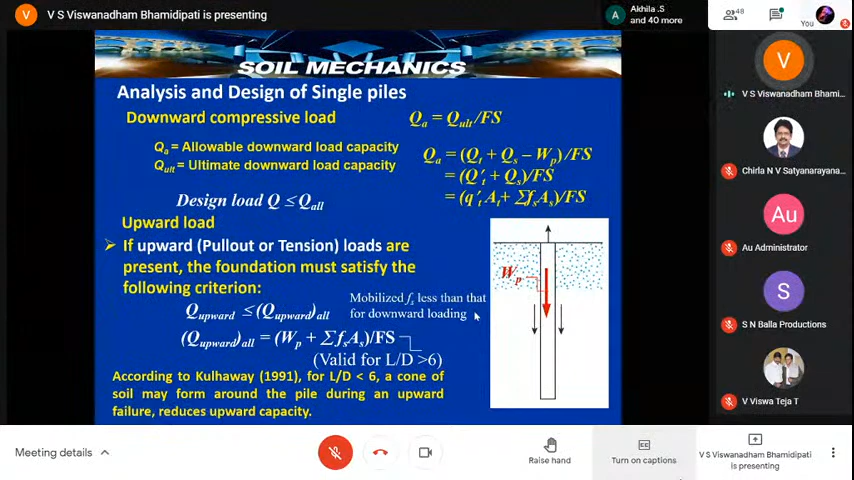 V
V S Viswanadham Bhamidipati is presenting
A
Akhila .S
and 40 more
48
You
SOIL MECHANICS
Analysis and Design of Single piles
Downward compressive load
Qa = Qult/FS
Qa = Allowable downward load capacity
Qult = Ultimate downward load capacity
Qa = (Qt + Qs – Wp)/FS
= (Q't + Qs)/FS
= (q't At+ ∑fsAs)/FS
Design load Q ≤ Qall
Upward load
➢ If upward (Pullout or Tension) loads are
present, the foundation must satisfy the
following criterion:
Qupward ≤ (Qupward)all
Mobilized fs less than that
for downward loading
(Qupward)all = (Wp + ∑fsAs)/FS
(Valid for L/D >6)
According to Kulhaway (1991), for L/D < 6, a cone of
soil may form around the pile during an upward
failure, reduces upward capacity.
Wp
V
V S Viswanadham Bhami...
Chirla N V Satyanarayana...
Au
Au Administrator
S
S N Balla Productions
V Viswa Teja T
Meeting details
Raise hand
CC
Turn on captions
V S Viswanadham Bhamidipati
is presenting